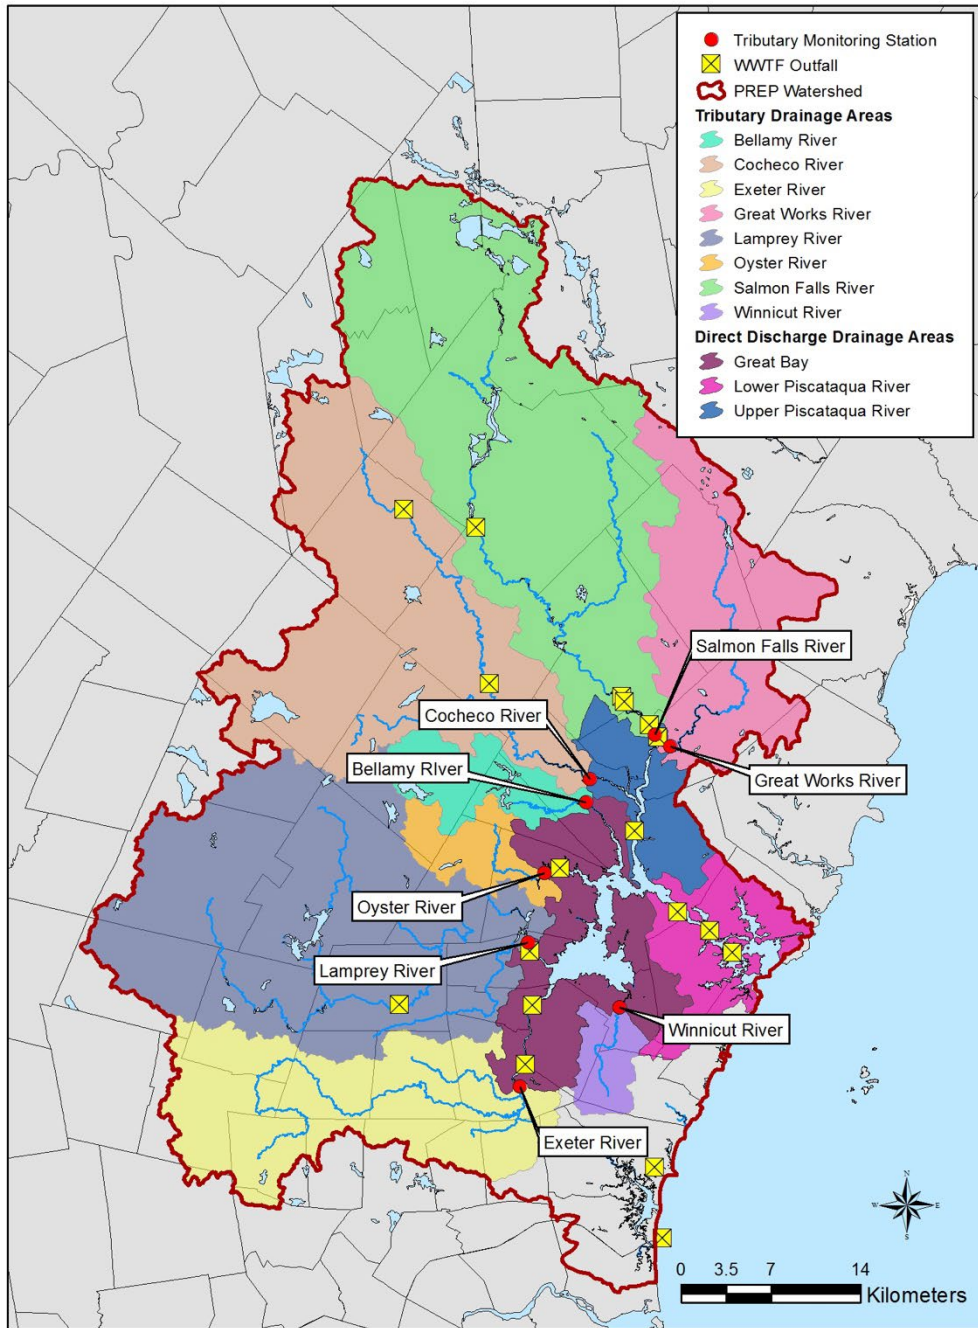 Tributary Monitoring Station
WWTF Outfall
PREP Watershed
Tributary Drainage Areas
Bellamy River
Cocheco River
Exeter River
Great Works River
Lamprey River
Oyster River
Salmon Falls River
Winnicut River
Direct Discharge Drainage Areas
Great Bay
Lower Piscataqua River
Upper Piscataqua River
Salmon Falls River
Cocheco River
Bellamy RIver
Great Works River
Oyster River
Lamprey River
Winnicut River
Exeter River
N
W
E
S
0 3.5 7 14
Kilometers